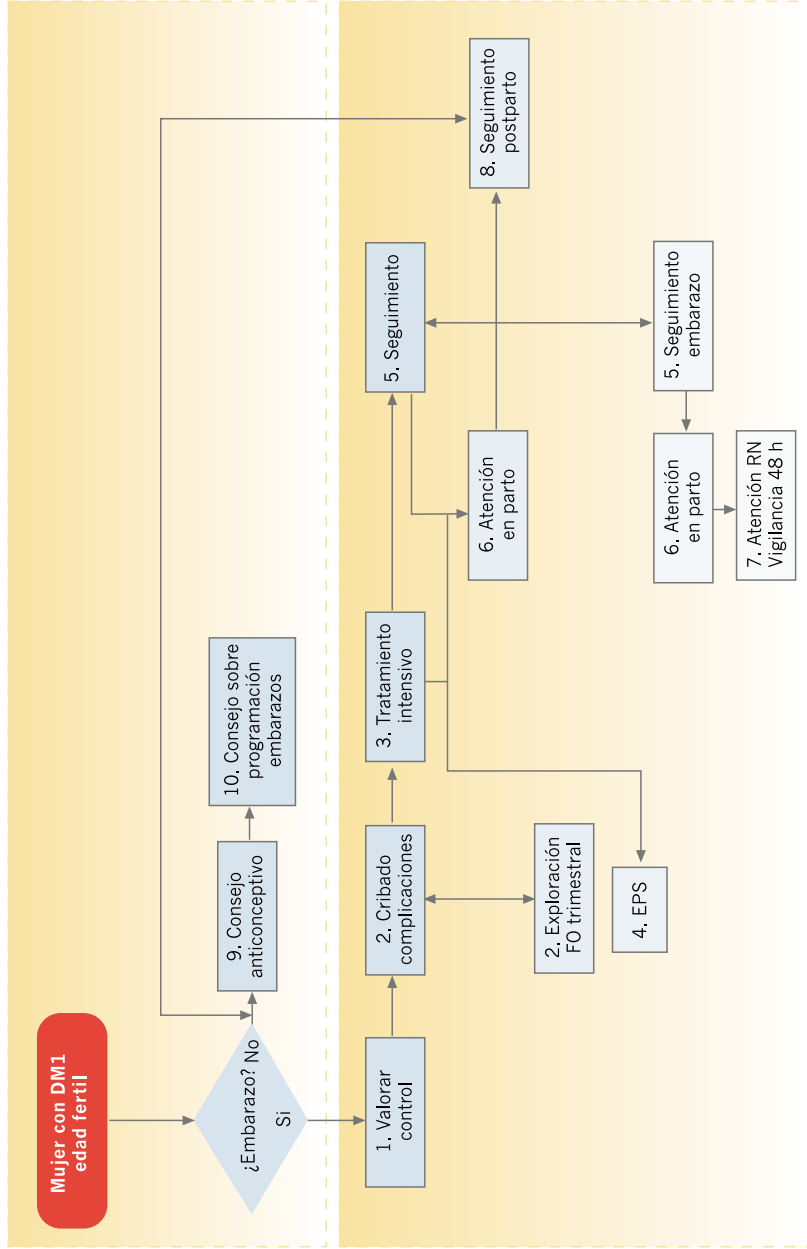 Mujer con DM1
edad fertil
¿Embarazo? No
Si
9. Consejo
anticonceptivo
10. Consejo sobre
programación
embarazos
1. Valorar
control
2. Cribado
complicaciones
3. Tratamiento
intensivo
5. Seguimiento
2. Exploración
FO trimestral
4. EPS
6. Atención
en parto
8. Seguimiento
postparto
5. Seguimiento
embarazo
6. Atención
en parto
7. Atención RN
Vigilancia 48 h